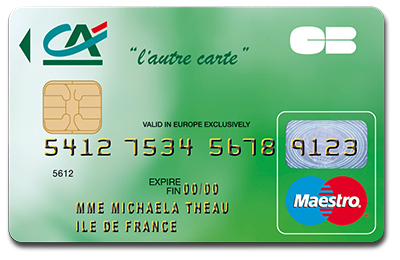 CA
"l'autre carte"
CB
VALID IN EUROPE EXCLUSIVELY
5412 7534 5678 9123
5612
EXPIRE
FIN 00/00
MME MICHAELA THEAU
ILE DE FRANCE
Maestro